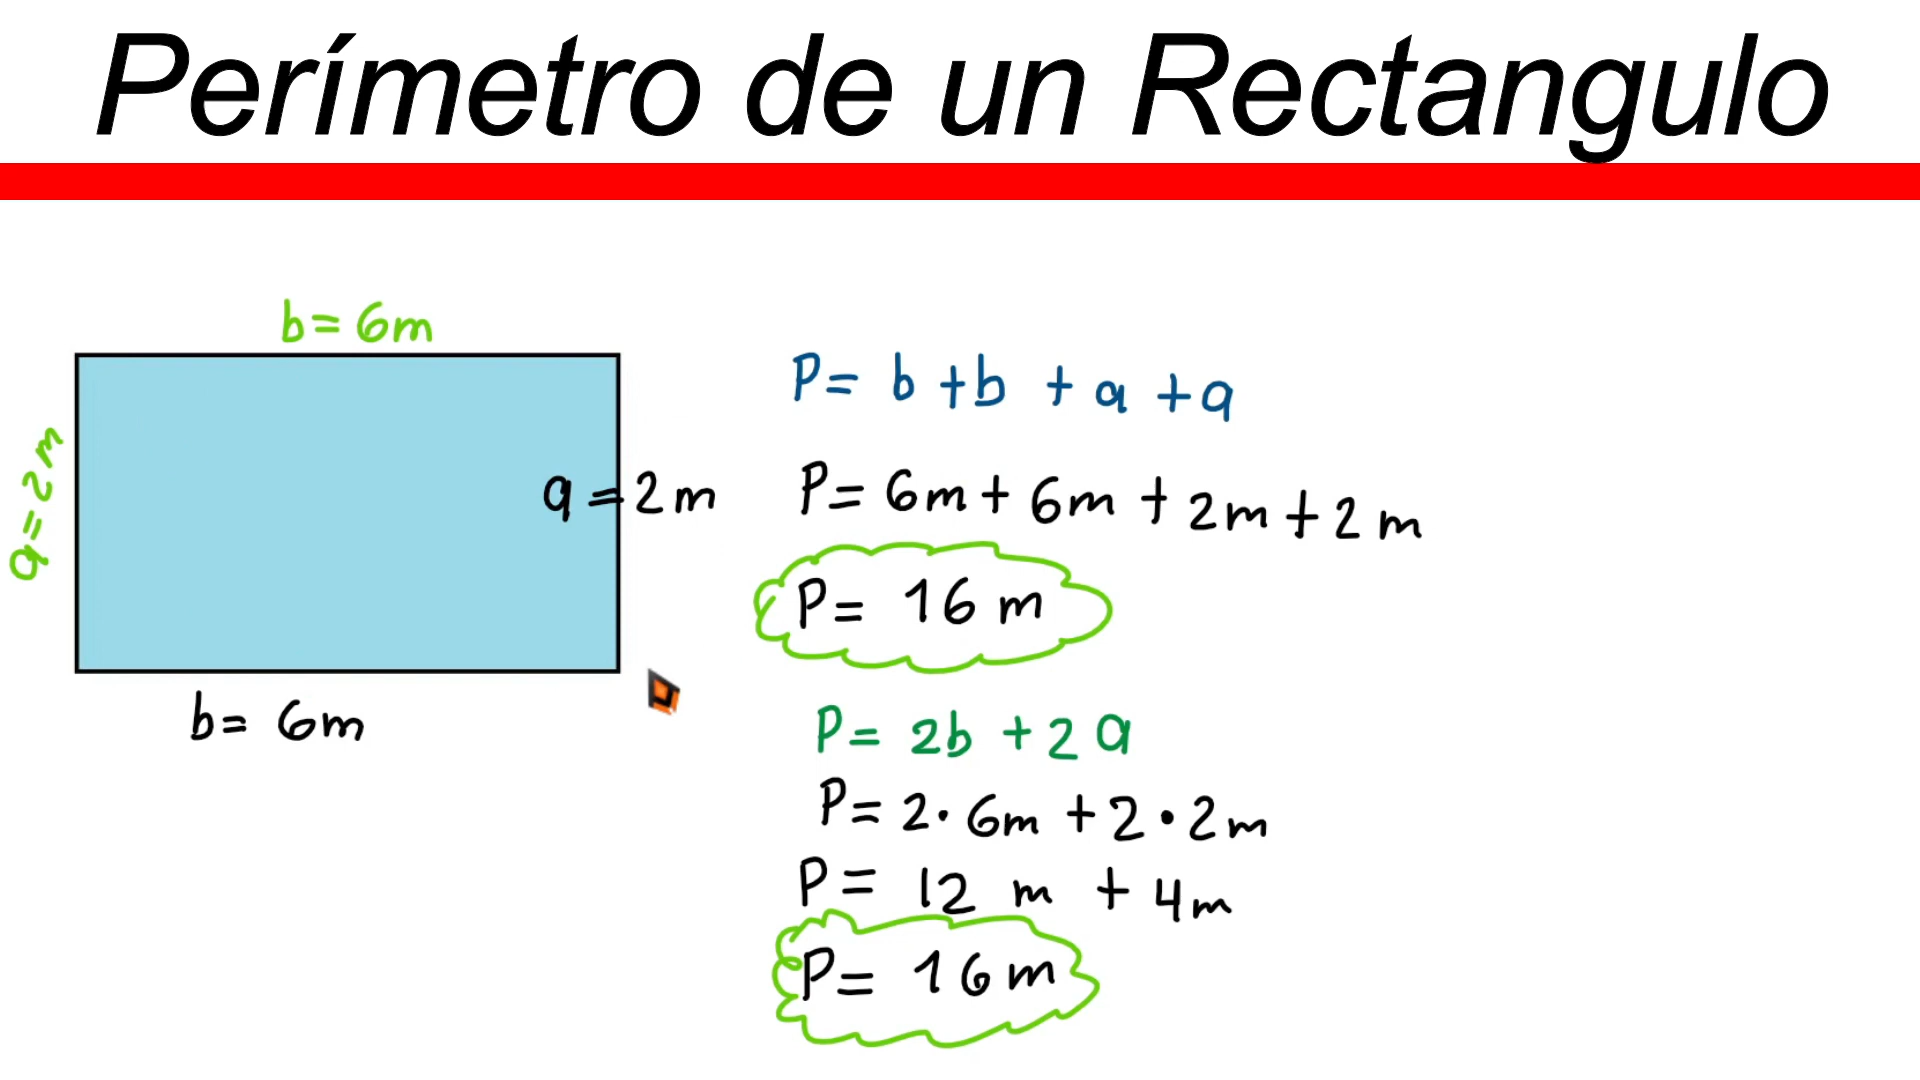 Perímetro de un Rectangulo
b= 6m
a=2m
a=2m
b= 6m
P= b+b+a+a
P= 6m+6m+2m+2m
P= 16 m
P= 2b+2a
P= 2·6m+2·2m
P= 12 m + 4m
P= 16m